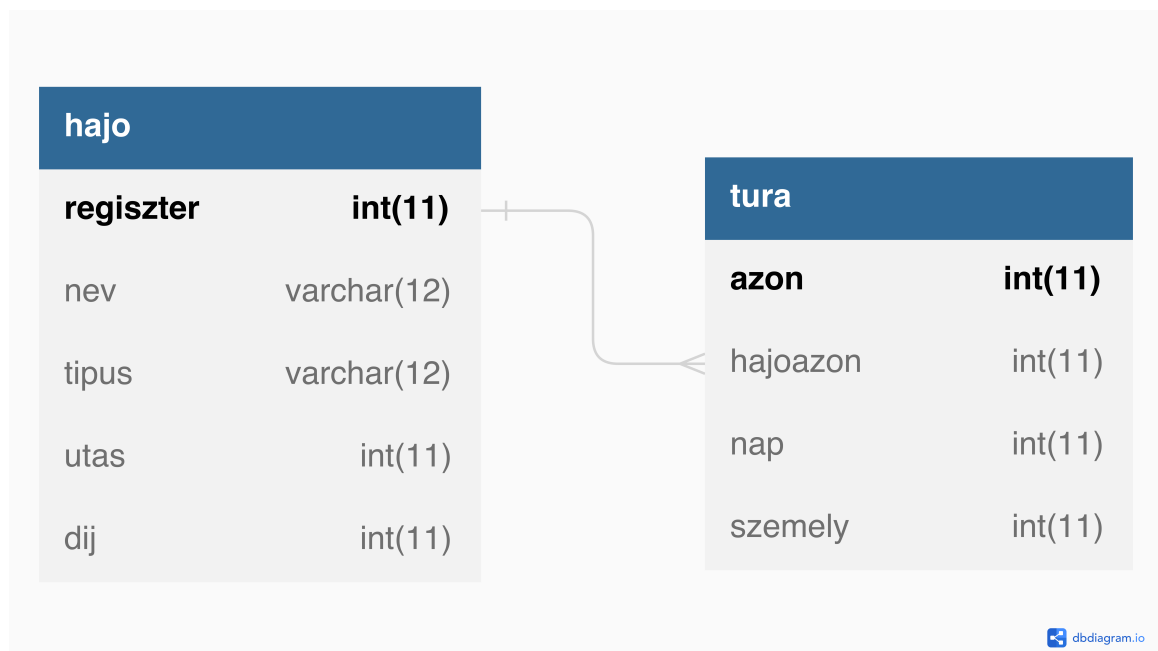 hajo
regiszter int(11)
nev varchar(12)
tipus varchar(12)
utas int(11)
dij int(11)
tura
azon int(11)
hajoazon int(11)
nap int(11)
szemely int(11)
dbdiagram.io